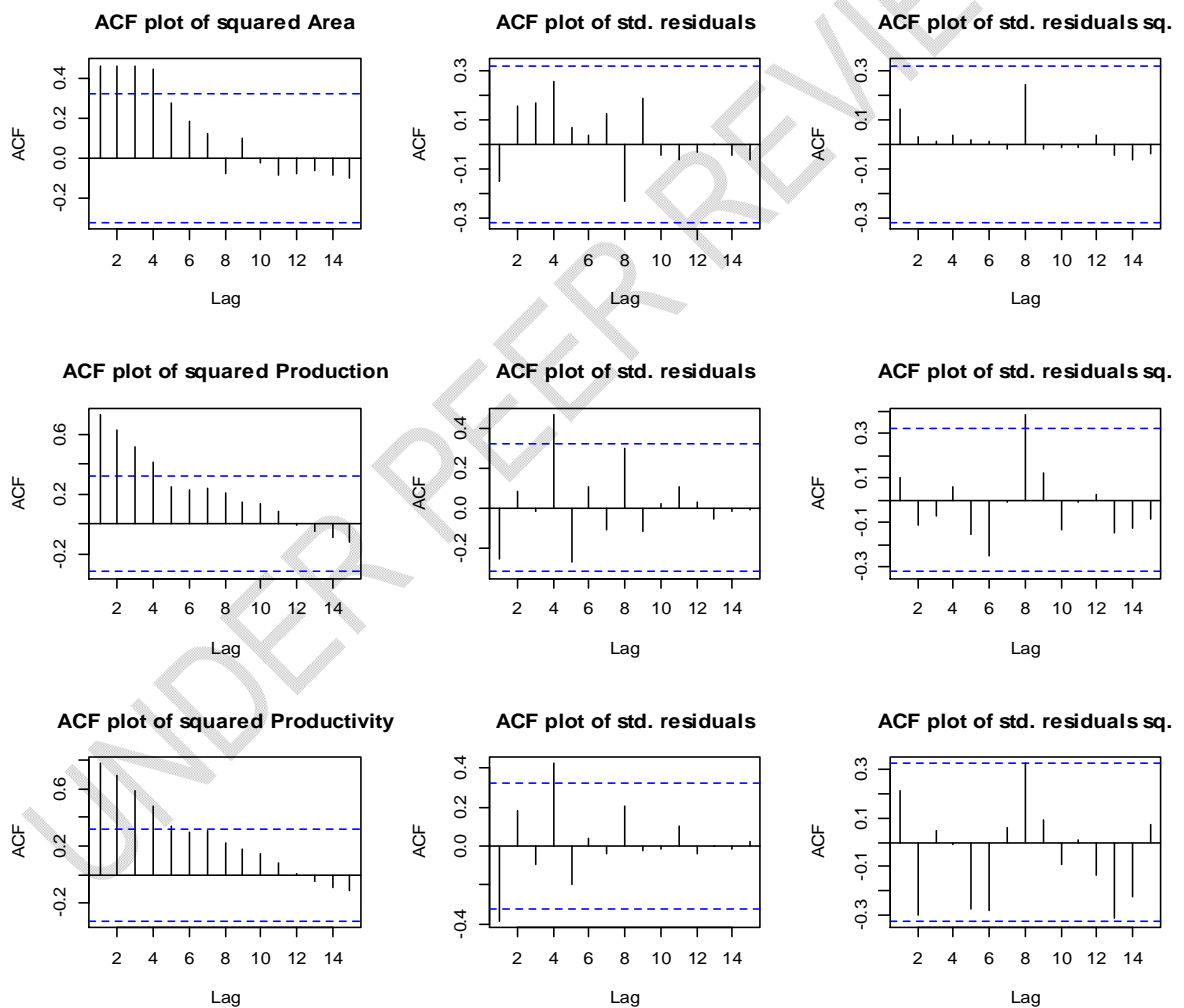 ACF plot of squared Area
ACF
0.4
0.2
0.0
-0.2
2 4 6 8 10 12 14
Lag
ACF plot of std. residuals
ACF
0.3
0.1
-0.1
-0.3
2 4 6 8 10 12 14
Lag
ACF plot of std. residuals sq.
ACF
0.3
0.1
-0.1
-0.3
2 4 6 8 10 12 14
Lag
ACF plot of squared Production
ACF
0.6
0.2
-0.2
2 4 6 8 10 12 14
Lag
ACF plot of std. residuals
ACF
0.4
0.2
0.0
-0.2
2 4 6 8 10 12 14
Lag
ACF plot of std. residuals sq.
ACF
0.3
0.1
-0.1
-0.3
2 4 6 8 10 12 14
Lag
ACF plot of squared Productivity
ACF
0.6
0.2
-0.2
2 4 6 8 10 12 14
Lag
ACF plot of std. residuals
ACF
0.4
0.2
0.0
-0.2
-0.4
2 4 6 8 10 12 14
Lag
ACF plot of std. residuals sq.
ACF
0.3
0.1
-0.1
-0.3
2 4 6 8 10 12 14
Lag
UNDER PEER REVIE